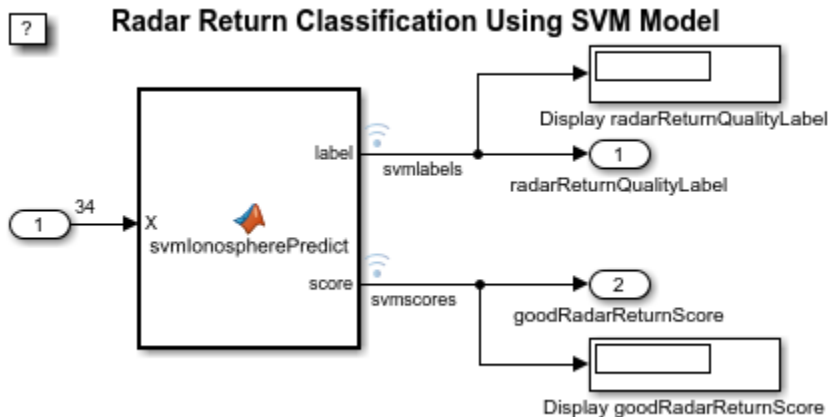 Radar Return Classification Using SVM Model
?
Display radarReturnQualityLabel
label
svmlabels
1
radarReturnQualityLabel
34
1
X
svmIonospherePredict
score
svmscores
2
goodRadarReturnScore
Display goodRadarReturnScore